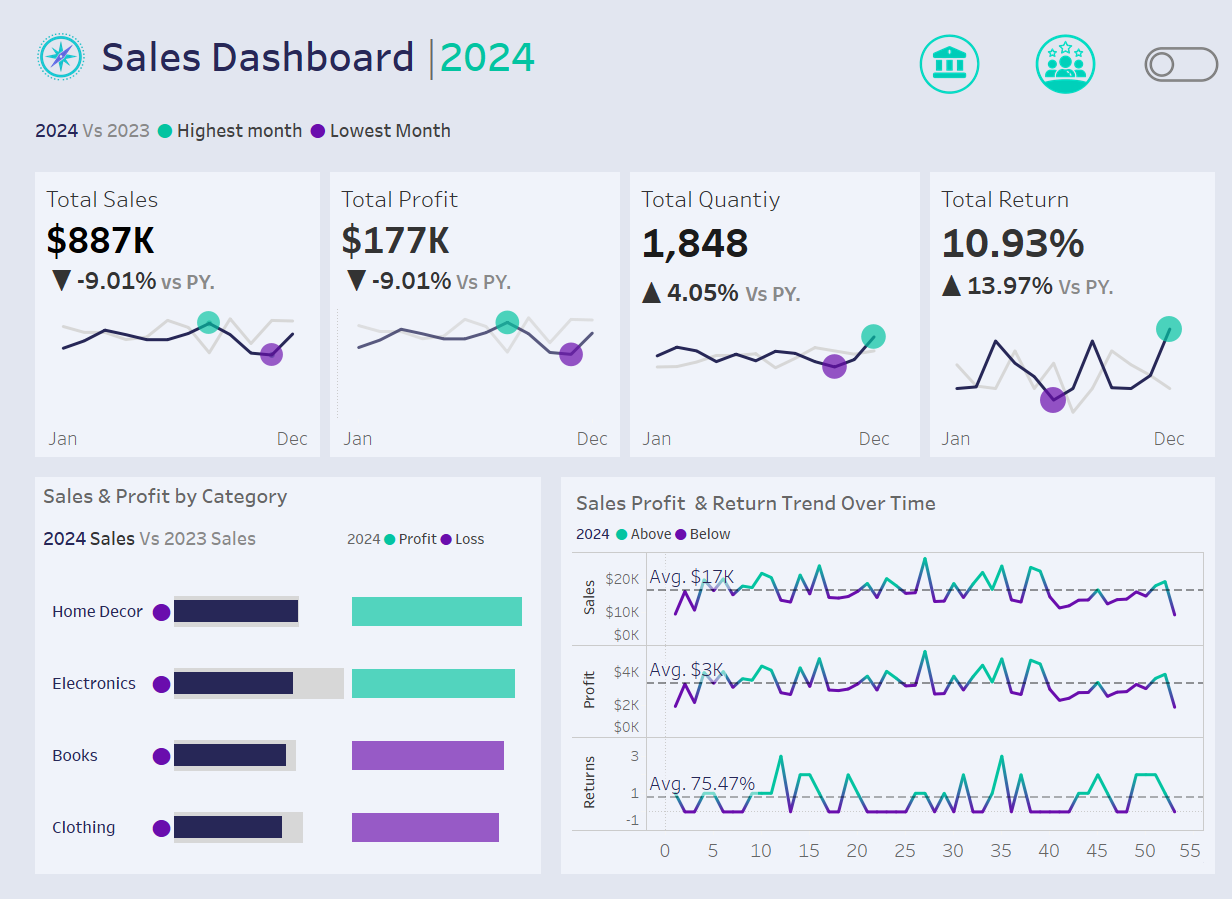 Sales Dashboard |2024
2024 Vs 2023 Highest month Lowest Month
Total Sales
$887K
▼ -9.01% vs PY.
Jan Dec
Total Profit
$177K
▼ -9.01% Vs PY.
Jan Dec
Total Quantiy
1,848
▲ 4.05% Vs PY.
Jan Dec
Total Return
10.93%
▲ 13.97% Vs PY.
Jan Dec
Sales & Profit by Category
2024 Sales Vs 2023 Sales
2024 Profit Loss
Home Decor
Electronics
Books
Clothing
Sales Profit & Return Trend Over Time
2024 Above Below
Sales
$20K
$10K
$0K
Avg. $17K
Profit
$4K
$2K
$0K
Avg. $3K
Returns
3
1
-1
Avg. 75.47%
0 5 10 15 20 25 30 35 40 45 50 55